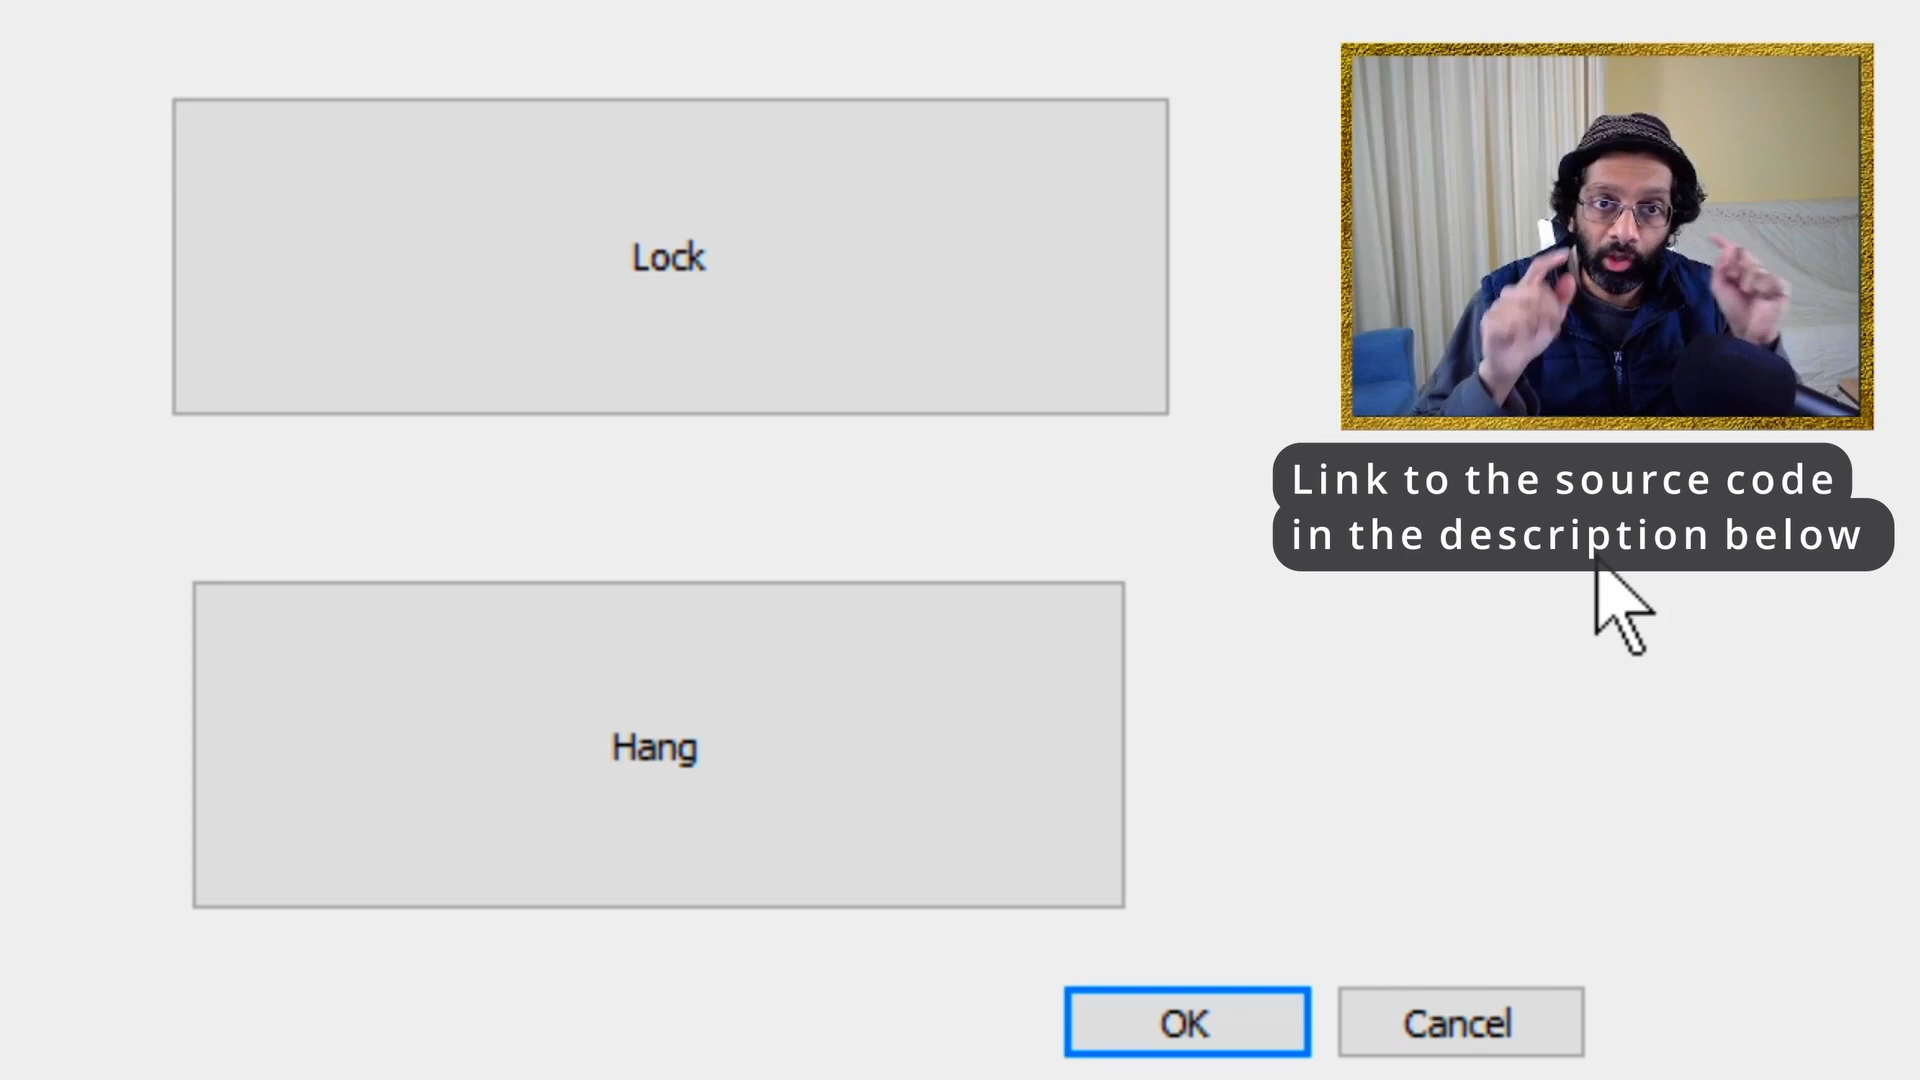 Lock
Link to the source code
in the description below
Hang
OK
Cancel